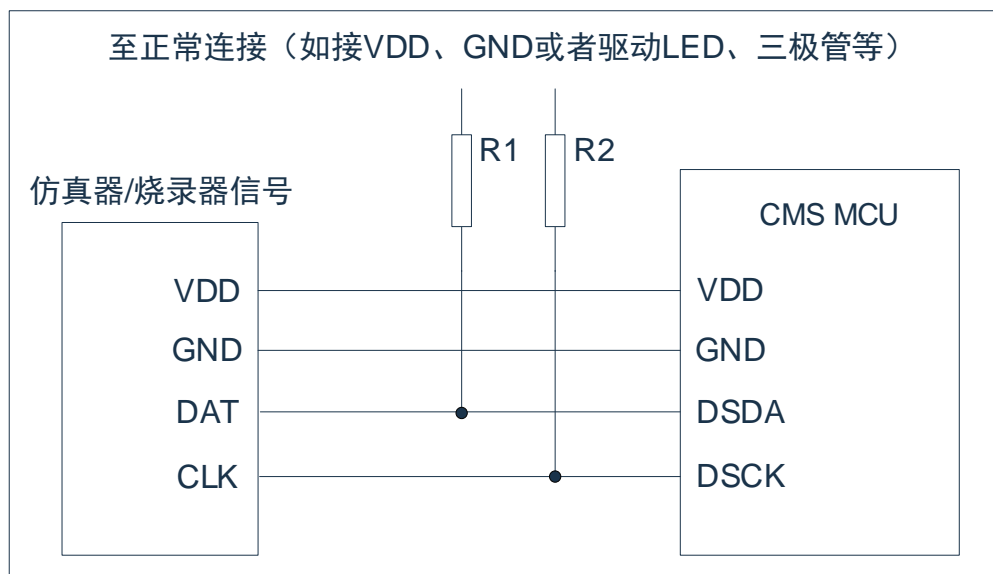 至正常连接（如接VDD、GND或者驱动LED、三极管等）
R1
R2
仿真器/烧录器信号
CMS MCU
VDD
VDD
GND
GND
DAT
DSDA
CLK
DSCK